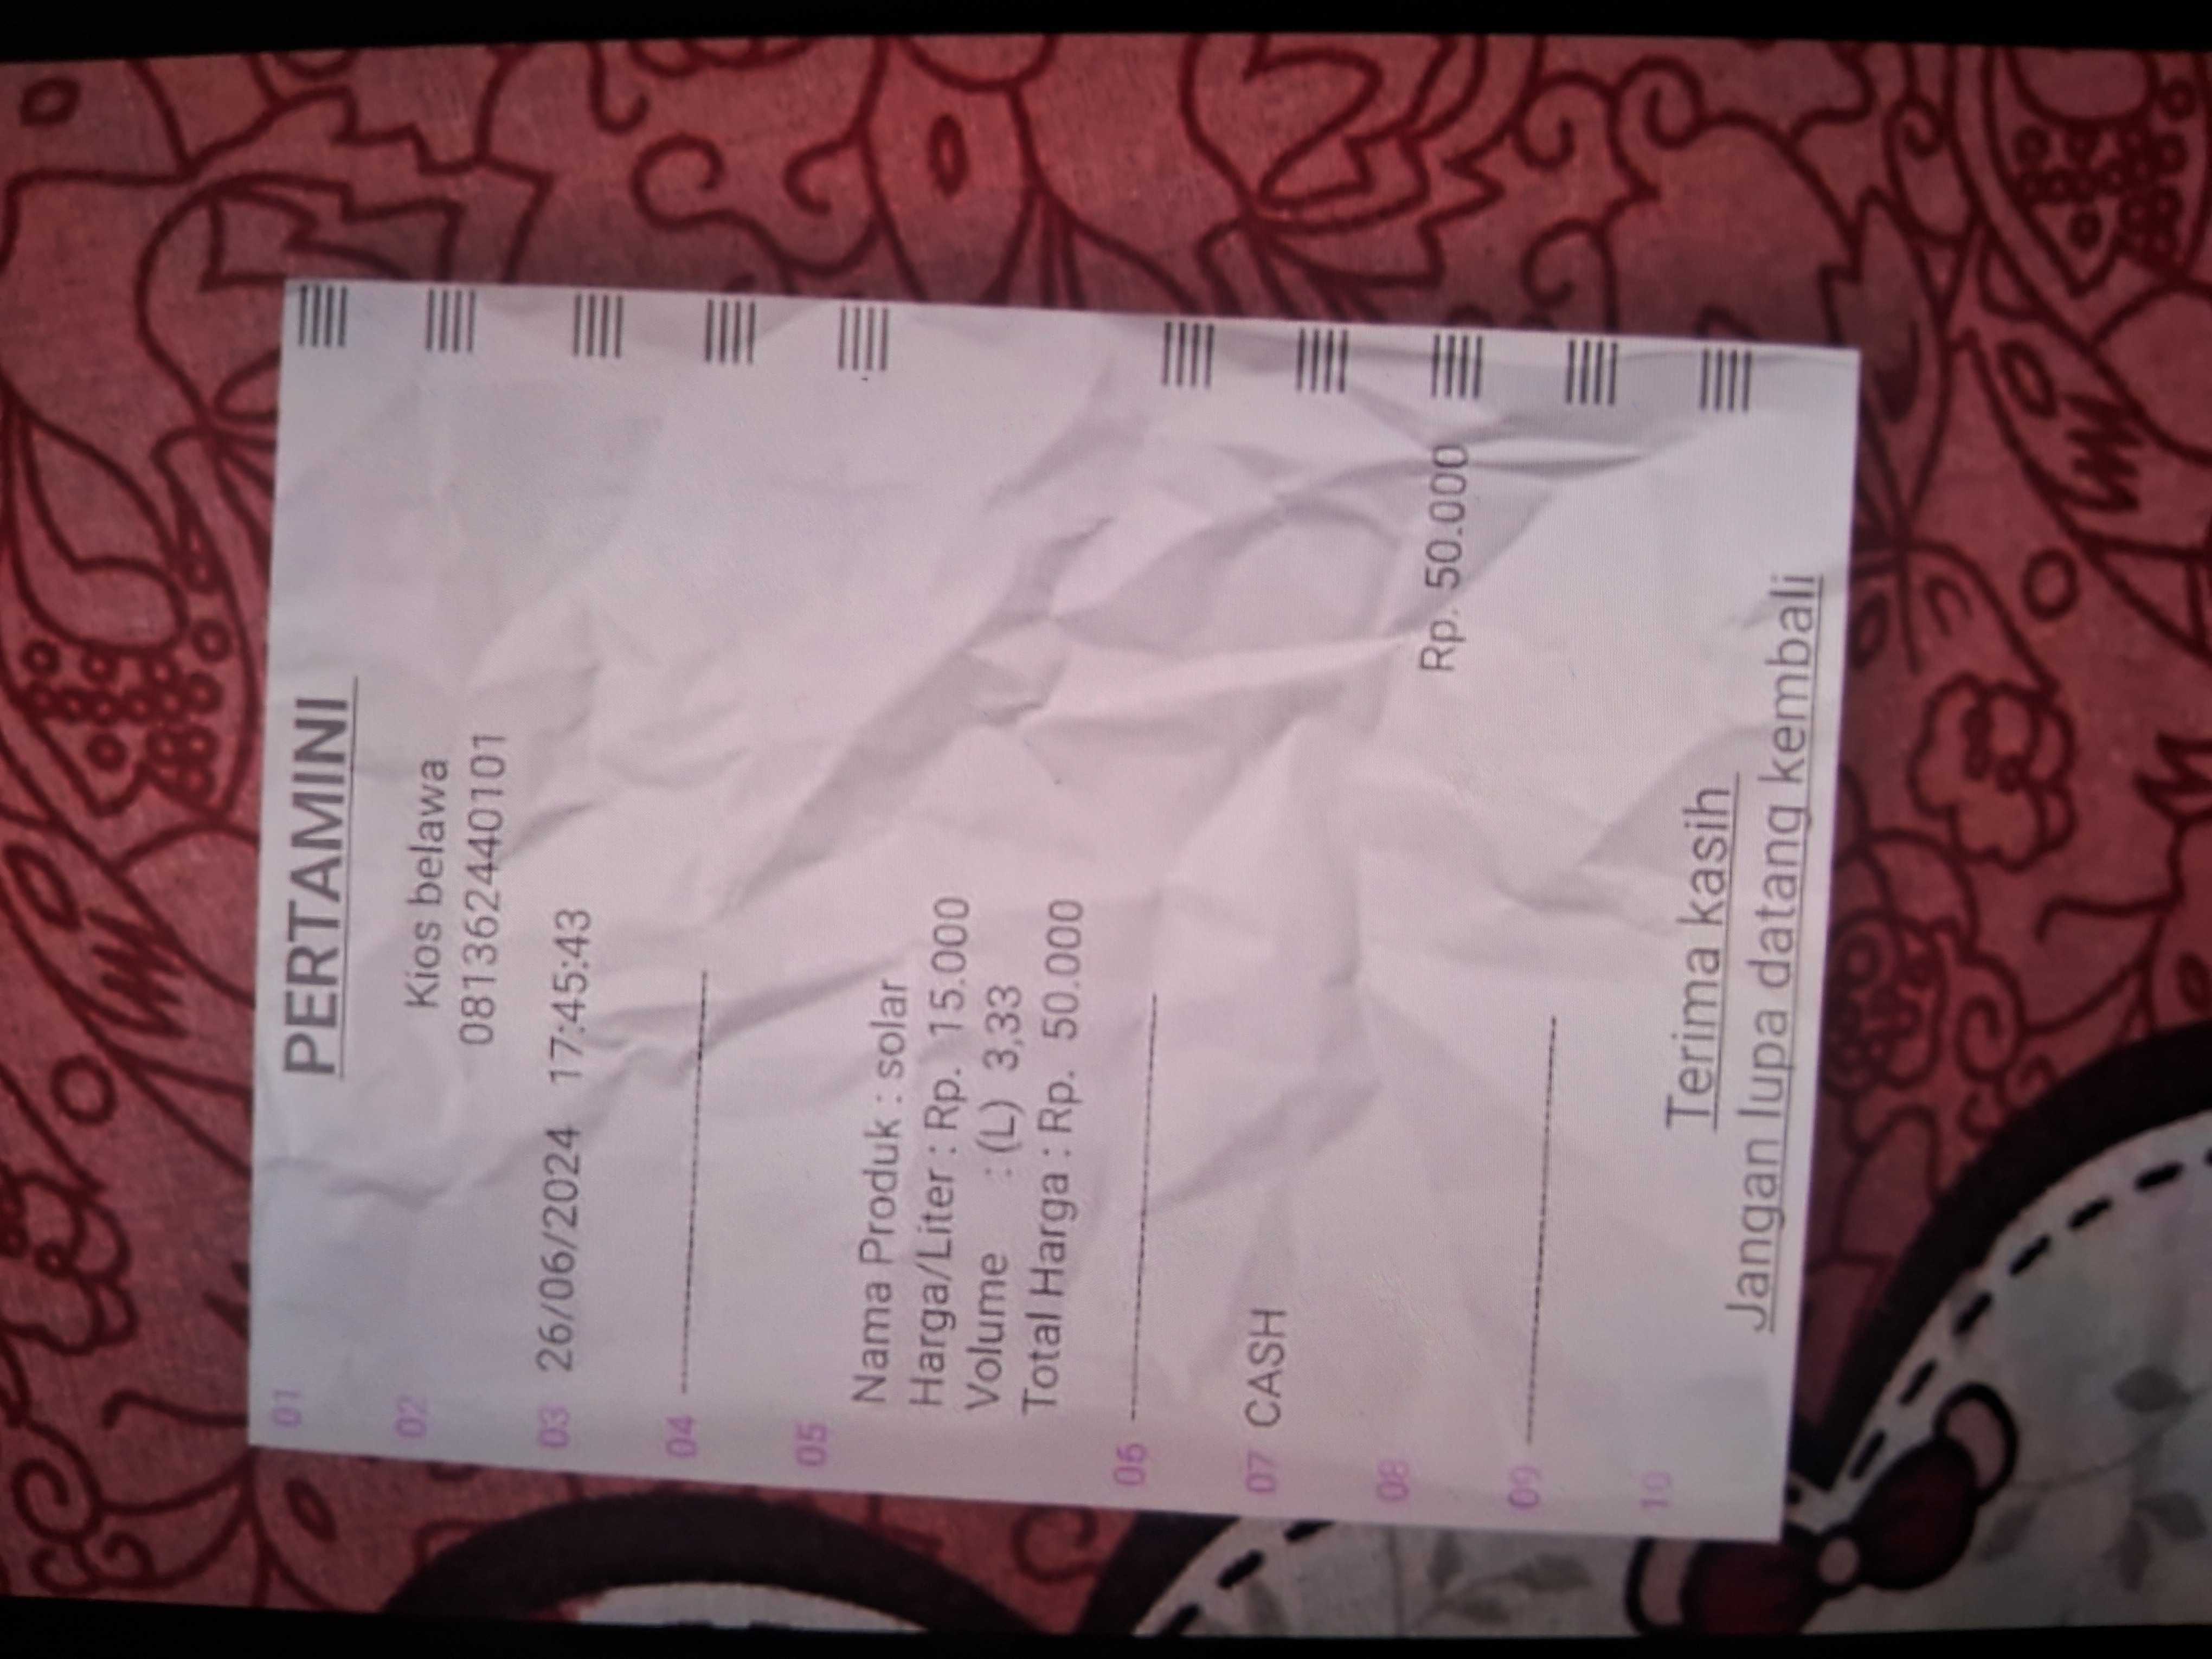 01 PERTAMINI
02 Kios belawa
081362440101
03 26/06/2024 17:45:43
04 --------------------------------
05
Nama Produk : solar
Harga/Liter : Rp. 15.000
Volume : (L) 3,33
Total Harga : Rp. 50.000
06 --------------------------------
07 CASH
08 Rp. 50.000
09 --------------------------------
10 Terima kasih
Jangan lupa datang kembali